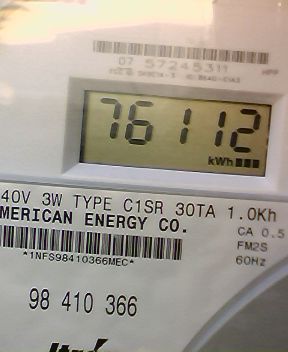 07 57245311
76112
kWh
40V 3W TYPE C1SR 30TA 1.0Kh
MERICAN ENERGY CO.
CA 0.5
FM2S
60Hz
*1NFS98410366MEC*
98 410 366